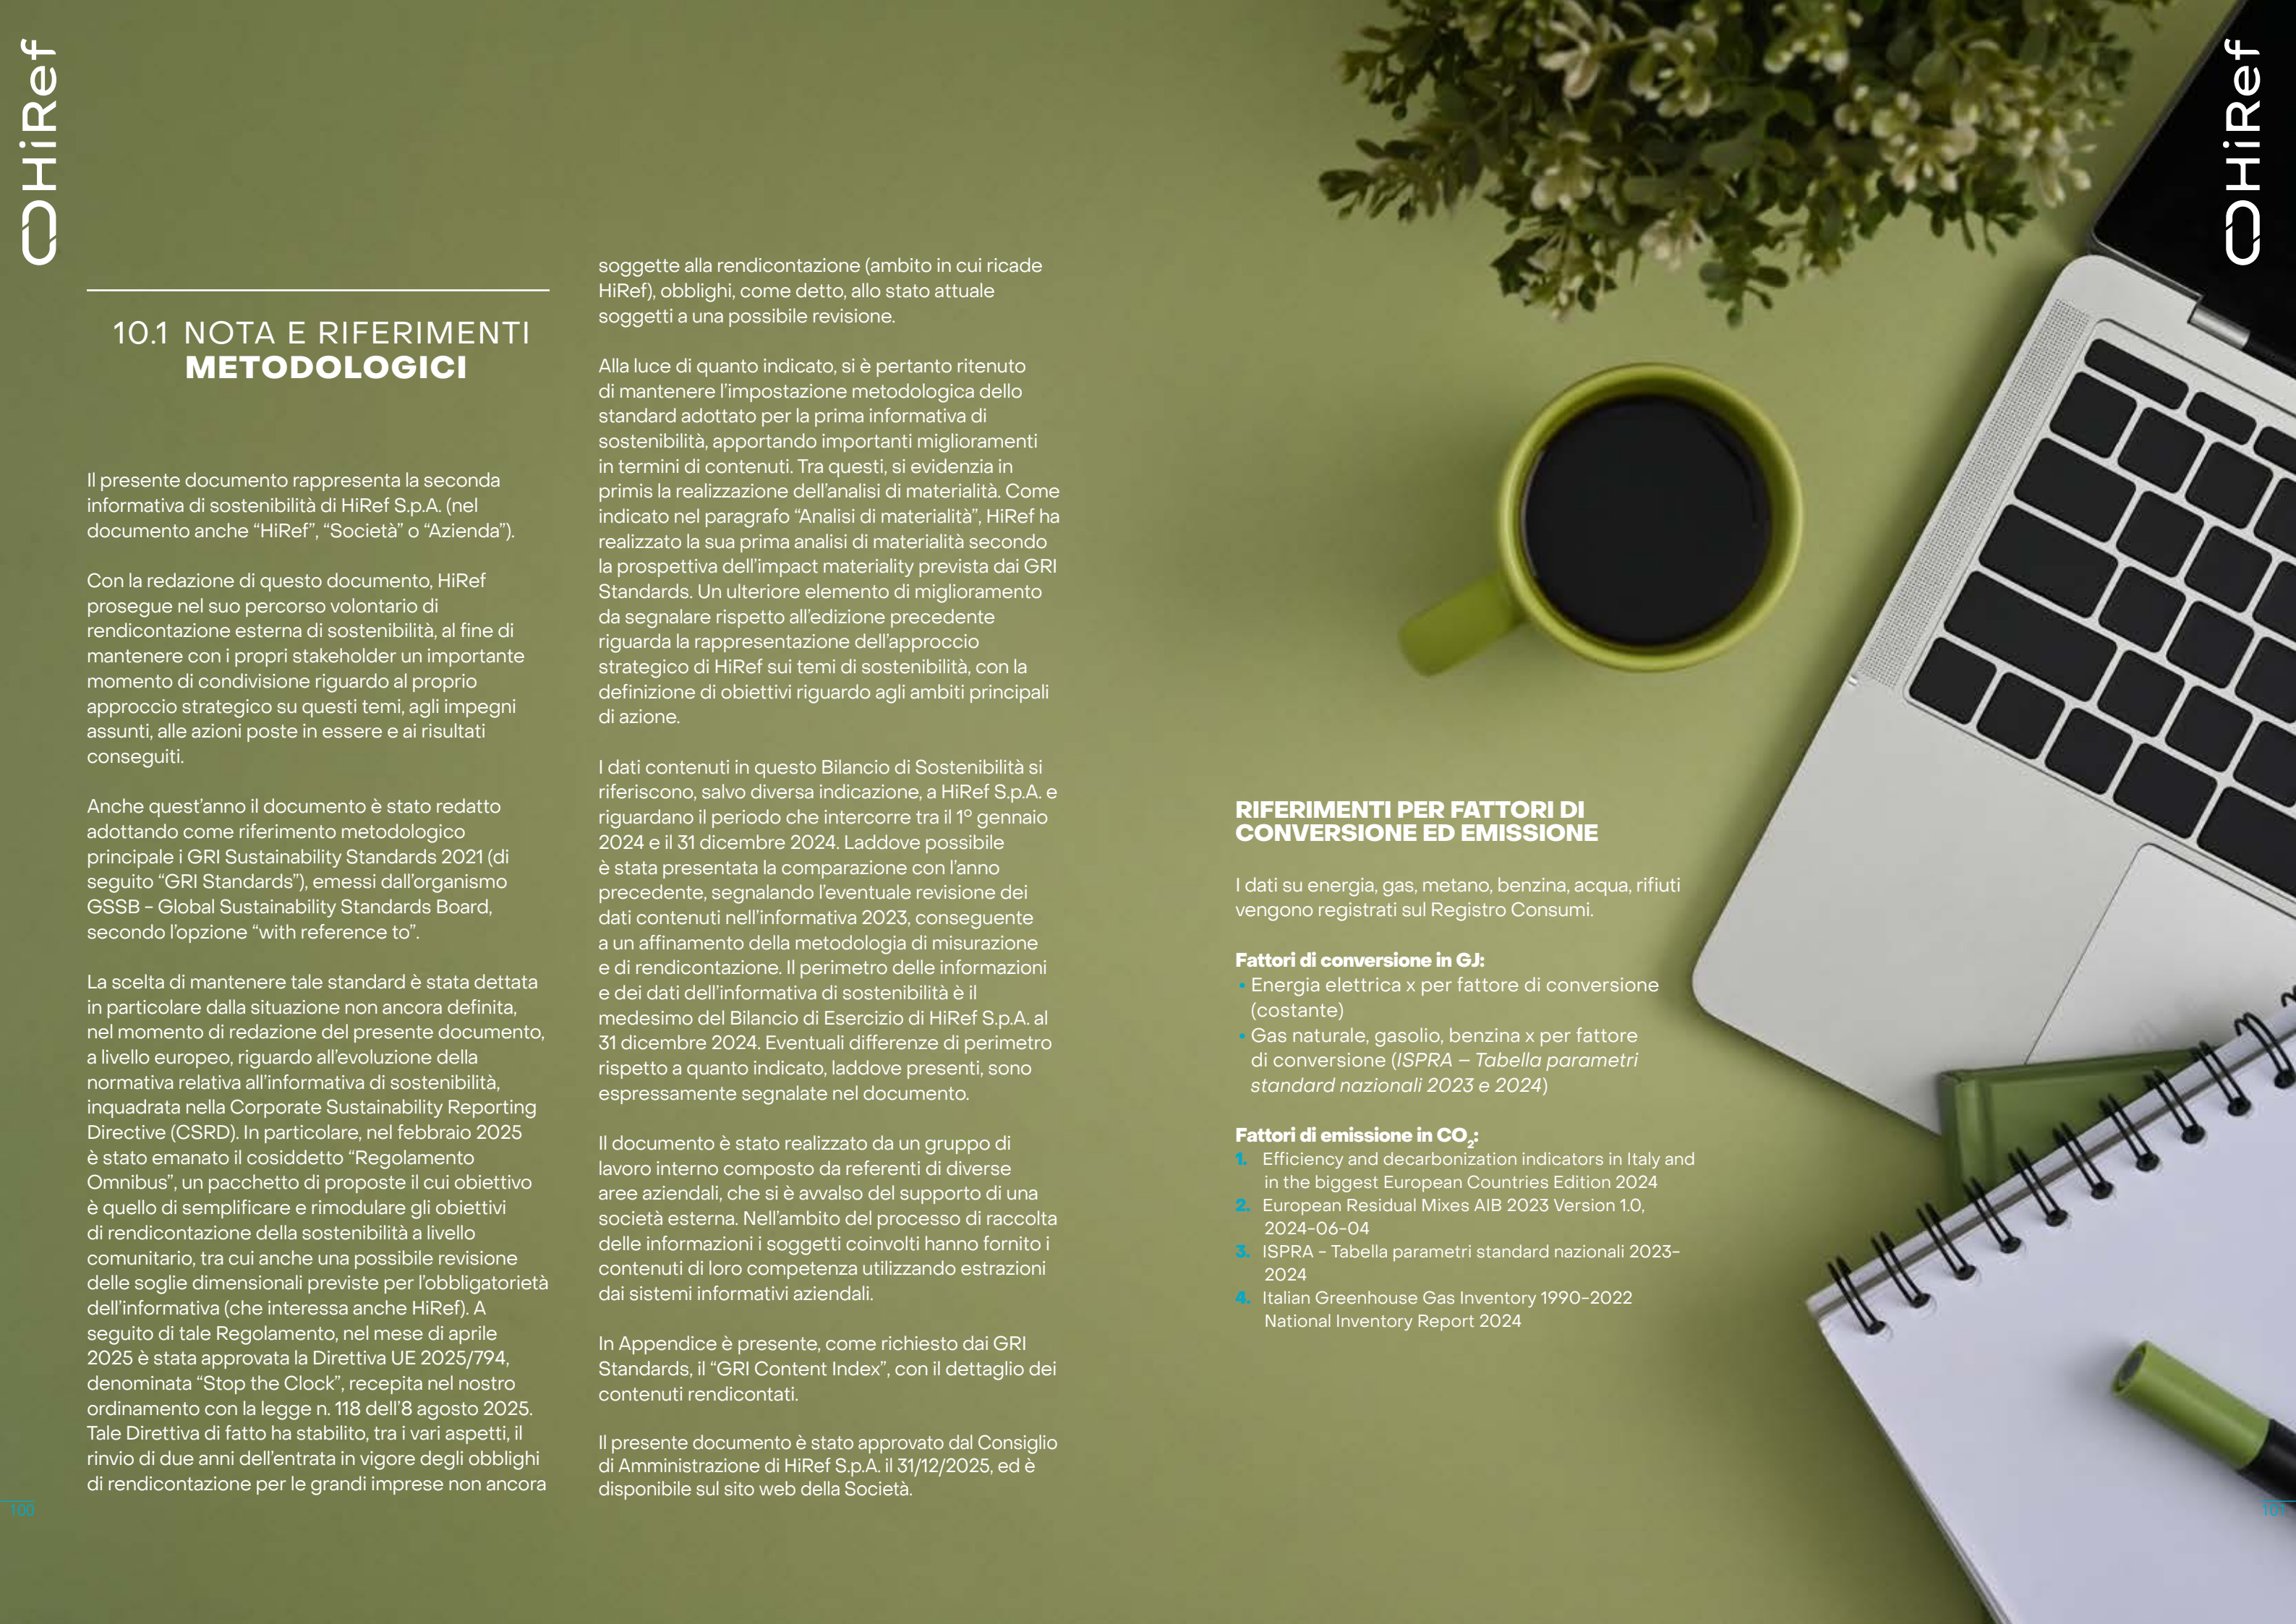 HiRef
10.1 NOTA E RIFERIMENTI
METODOLOGICI
Il presente documento rappresenta la seconda
informativa di sostenibilità di HiRef S.p.A. (nel
documento anche “HiRef”, “Società” o “Azienda”).
Con la redazione di questo documento, HiRef
prosegue nel suo percorso volontario di
rendicontazione esterna di sostenibilità, al fine di
mantenere con i propri stakeholder un importante
momento di condivisione riguardo al proprio
approccio strategico su questi temi, agli impegni
assunti, alle azioni poste in essere e ai risultati
conseguiti.
Anche quest’anno il documento è stato redatto
adottando come riferimento metodologico
principale i GRI Sustainability Standards 2021 (di
seguito “GRI Standards”), emessi dall’organismo
GSSB - Global Sustainability Standards Board,
secondo l’opzione “with reference to”.
La scelta di mantenere tale standard è stata dettata
in particolare dalla situazione non ancora definita,
nel momento di redazione del presente documento,
a livello europeo, riguardo all’evoluzione della
normativa relativa all’informativa di sostenibilità,
inquadrata nella Corporate Sustainability Reporting
Directive (CSRD). In particolare, nel febbraio 2025
è stato emanato il cosiddetto “Regolamento
Omnibus”, un pacchetto di proposte il cui obiettivo
è quello di semplificare e rimodulare gli obiettivi
di rendicontazione della sostenibilità a livello
comunitario, tra cui anche una possibile revisione
delle soglie dimensionali previste per l’obbligatorietà
dell’informativa (che interessa anche HiRef). A
seguito di tale Regolamento, nel mese di aprile
2025 è stata approvata la Direttiva UE 2025/794,
denominata “Stop the Clock”, recepita nel nostro
ordinamento con la legge n. 118 dell’8 agosto 2025.
Tale Direttiva di fatto ha stabilito, tra i vari aspetti, il
rinvio di due anni dell’entrata in vigore degli obblighi
di rendicontazione per le grandi imprese non ancora
100
soggette alla rendicontazione (ambito in cui ricade
HiRef), obblighi, come detto, allo stato attuale
soggetti a una possibile revisione.
Alla luce di quanto indicato, si è pertanto ritenuto
di mantenere l’impostazione metodologica dello
standard adottato per la prima informativa di
sostenibilità, apportando importanti miglioramenti
in termini di contenuti. Tra questi, si evidenzia in
primis la realizzazione dell’analisi di materialità. Come
indicato nel paragrafo “Analisi di materialità”, HiRef ha
realizzato la sua prima analisi di materialità secondo
la prospettiva dell’impact materiality prevista dai GRI
Standards. Un ulteriore elemento di miglioramento
da segnalare rispetto all’edizione precedente
riguarda la rappresentazione dell’approccio
strategico di HiRef sui temi di sostenibilità, con la
definizione di obiettivi riguardo agli ambiti principali
di azione.
I dati contenuti in questo Bilancio di Sostenibilità si
riferiscono, salvo diversa indicazione, a HiRef S.p.A. e
riguardano il periodo che intercorre tra il 1° gennaio
2024 e il 31 dicembre 2024. Laddove possibile
è stata presentata la comparazione con l’anno
precedente, segnalando l’eventuale revisione dei
dati contenuti nell’informativa 2023, conseguente
a un affinamento della metodologia di misurazione
e di rendicontazione. Il perimetro delle informazioni
e dei dati dell’informativa di sostenibilità è il
medesimo del Bilancio di Esercizio di HiRef S.p.A. al
31 dicembre 2024. Eventuali differenze di perimetro
rispetto a quanto indicato, laddove presenti, sono
espressamente segnalate nel documento.
Il documento è stato realizzato da un gruppo di
lavoro interno composto da referenti di diverse
aree aziendali, che si è avvalso del supporto di una
società esterna. Nell’ambito del processo di raccolta
delle informazioni i soggetti coinvolti hanno fornito i
contenuti di loro competenza utilizzando estrazioni
dai sistemi informativi aziendali.
In Appendice è presente, come richiesto dai GRI
Standards, il “GRI Content Index”, con il dettaglio dei
contenuti rendicontati.
Il presente documento è stato approvato dal Consiglio
di Amministrazione di HiRef S.p.A. il 31/12/2025, ed è
disponibile sul sito web della Società.
HiRef
RIFERIMENTI PER FATTORI DI
CONVERSIONE ED EMISSIONE
I dati su energia, gas, metano, benzina, acqua, rifiuti
vengono registrati sul Registro Consumi.
Fattori di conversione in GJ:
• Energia elettrica x per fattore di conversione
(costante)
• Gas naturale, gasolio, benzina x per fattore
di conversione (ISPRA – Tabella parametri
standard nazionali 2023 e 2024)
Fattori di emissione in CO₂:
1. Efficiency and decarbonization indicators in Italy and
in the biggest European Countries Edition 2024
2. European Residual Mixes AIB 2023 Version 1.0,
2024-06-04
3. ISPRA - Tabella parametri standard nazionali 2023-
2024
4. Italian Greenhouse Gas Inventory 1990-2022
National Inventory Report 2024
101